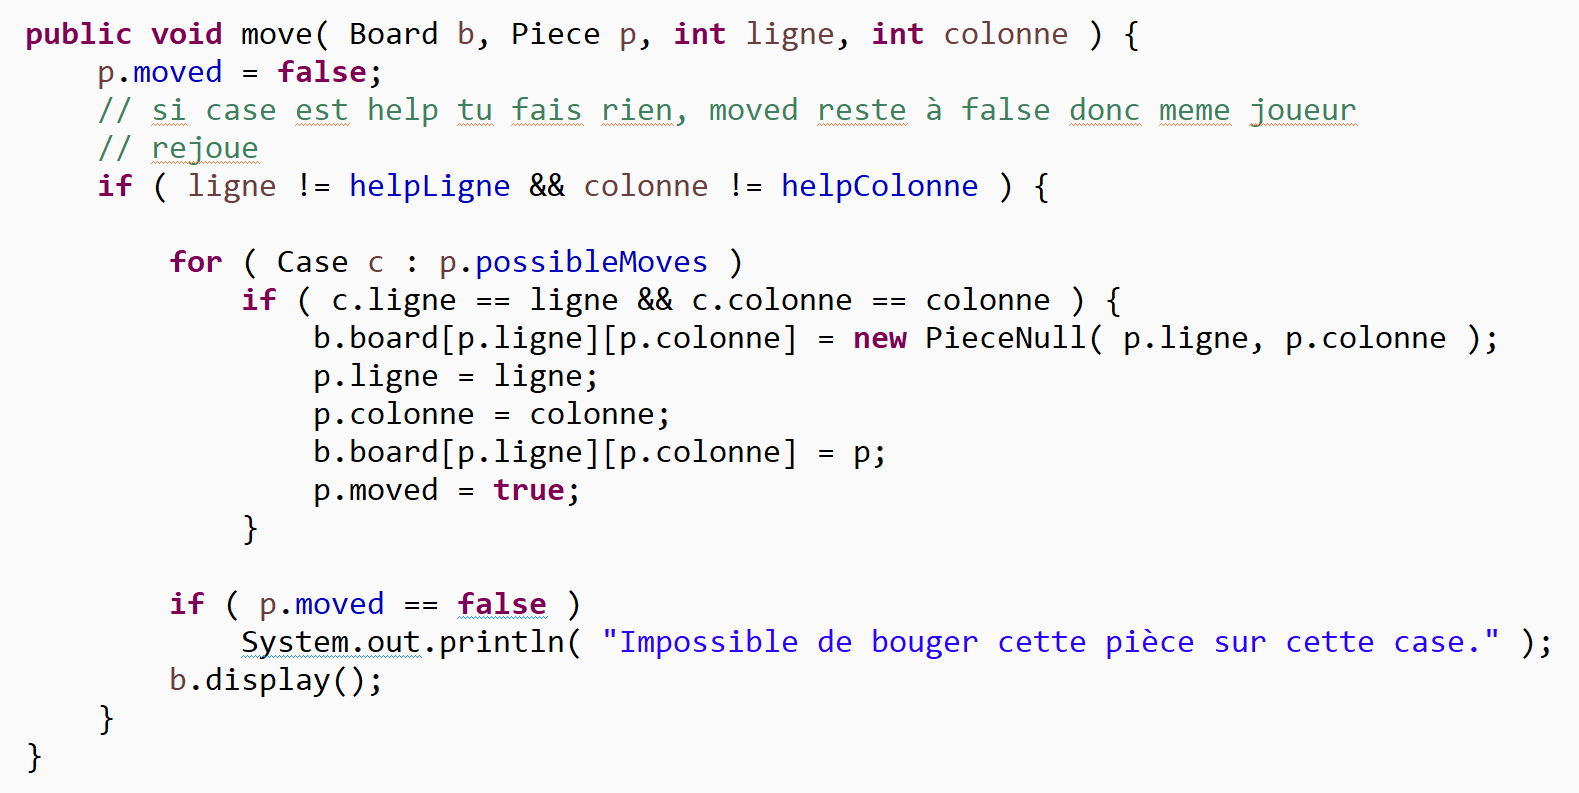 public void move( Board b, Piece p, int ligne, int colonne ) {
    p.moved = false;
    // si case est help tu fais rien, moved reste à false donc meme joueur
    // rejoue
    if ( ligne != helpLigne && colonne != helpColonne ) {
        for ( Case c : p.possibleMoves )
            if ( c.ligne == ligne && c.colonne == colonne ) {
                b.board[p.ligne][p.colonne] = new PieceNull( p.ligne, p.colonne );
                p.ligne = ligne;
                p.colonne = colonne;
                b.board[p.ligne][p.colonne] = p;
                p.moved = true;
            }
        if ( p.moved == false )
            System.out.println( "Impossible de bouger cette pièce sur cette case." );
        b.display();
    }
}